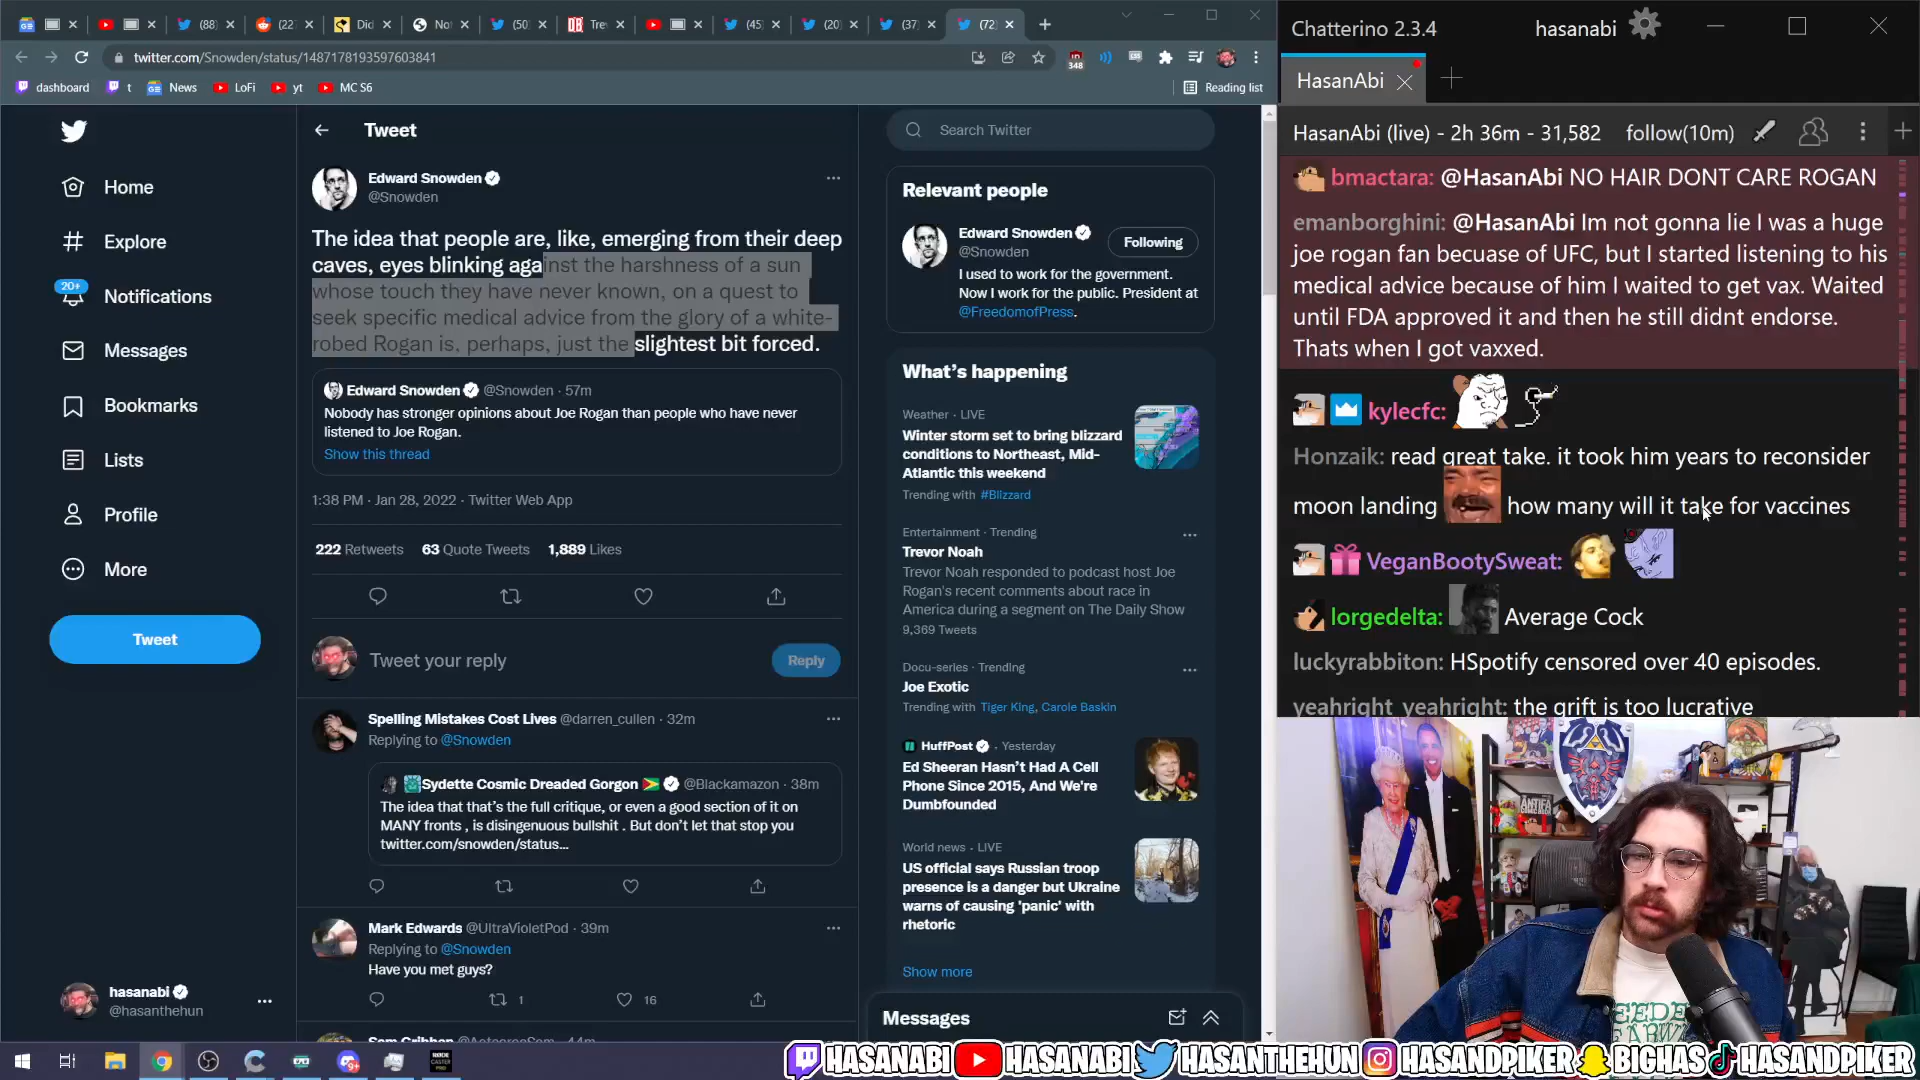 (88)
(22
Did
No
(50)
Tre
(45)
(20)
(37)
(72)
twitter.com/Snowden/status/1487178193597603841
348
dashboard
t
News
LoFi
yt
MC S6
Reading list
Home
Explore
20+
Notifications
Messages
Bookmarks
Lists
Profile
More
Tweet
hasanabi
@hasanthehun
Tweet
Edward Snowden
@Snowden
The idea that people are, like, emerging from their deep
caves, eyes blinking against the harshness of a sun
whose touch they have never known, on a quest to
seek specific medical advice from the glory of a white-
robed Rogan is, perhaps, just the slightest bit forced.
Edward Snowden @Snowden · 57m
Nobody has stronger opinions about Joe Rogan than people who have never
listened to Joe Rogan.
Show this thread
1:38 PM · Jan 28, 2022 · Twitter Web App
222 Retweets 63 Quote Tweets 1,889 Likes
Tweet your reply
Reply
Spelling Mistakes Cost Lives @darren_cullen · 32m
Replying to @Snowden
Sydette Cosmic Dreaded Gorgon @Blackamazon · 38m
The idea that that's the full critique, or even a good section of it on
MANY fronts , is disingenuous bullshit . But don't let that stop you
twitter.com/snowden/status...
Mark Edwards @UltraVioletPod · 39m
Replying to @Snowden
Have you met guys?
1
16
Search Twitter
Relevant people
Edward Snowden
@Snowden
Following
I used to work for the government.
Now I work for the public. President at
@FreedomofPress.
What's happening
Weather · LIVE
Winter storm set to bring blizzard
conditions to Northeast, Mid-
Atlantic this weekend
Trending with #Blizzard
Entertainment · Trending
Trevor Noah
Trevor Noah responded to podcast host Joe
Rogan's recent comments about race in
America during a segment on The Daily Show
9,369 Tweets
Docu-series · Trending
Joe Exotic
Trending with Tiger King, Carole Baskin
HuffPost · Yesterday
Ed Sheeran Hasn't Had A Cell
Phone Since 2015, And We're
Dumbfounded
World news · LIVE
US official says Russian troop
presence is a danger but Ukraine
warns of causing 'panic' with
rhetoric
Show more
Messages
Chatterino 2.3.4
hasanabi
HasanAbi
HasanAbi (live) - 2h 36m - 31,582 follow(10m)
bmactara: @HasanAbi NO HAIR DONT CARE ROGAN
emanborghini: @HasanAbi Im not gonna lie I was a huge
joe rogan fan becuase of UFC, but I started listening to his
medical advice because of him I waited to get vax. Waited
until FDA approved it and then he still didnt endorse.
Thats when I got vaxxed.
kylecfc:
Honzaik: read great take. it took him years to reconsider
moon landing how many will it take for vaccines
VeganBootySweat:
lorgedelta: Average Cock
luckyrabbiton: HSpotify censored over 40 episodes.
yeahright_yeahright: the grift is too lucrative
ANTIFA
HASANABI HASANABI HASANTHEHUN HASANDPIKER BIGHAS HASANDPIKER